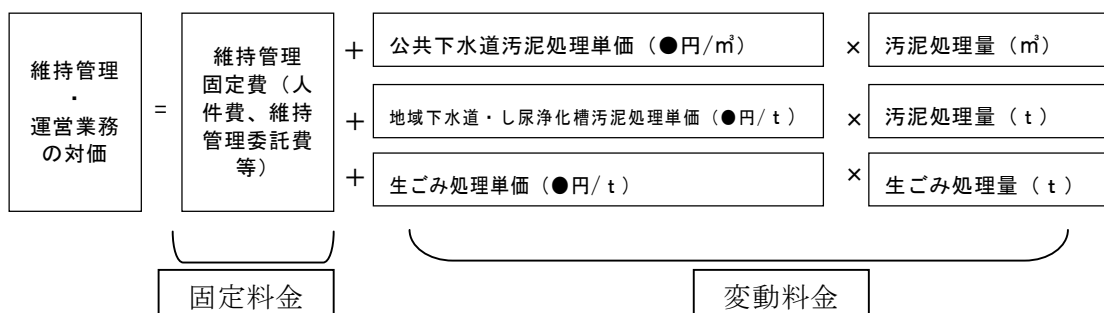 維持管理
・
運営業務
の対価
=
維持管理
固定費（人
件費、維持
管理委託費
等）
+ 公共下水道汚泥処理単価（●円/㎥） × 汚泥処理量（㎥）
+ 地域下水道・し尿浄化槽汚泥処理単価（●円/ｔ） × 汚泥処理量（ｔ）
+ 生ごみ処理単価（●円/ｔ） × 生ごみ処理量（ｔ）
固定料金 変動料金